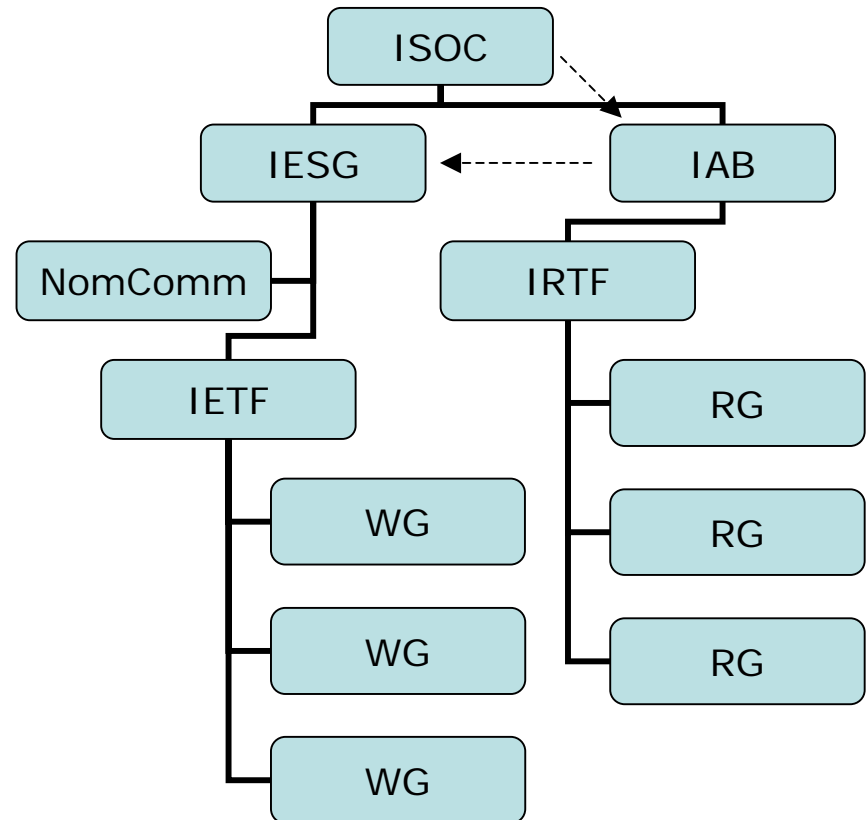 ISOC
IESG
IAB
NomComm
IRTF
IETF
RG
WG
RG
WG
RG
WG